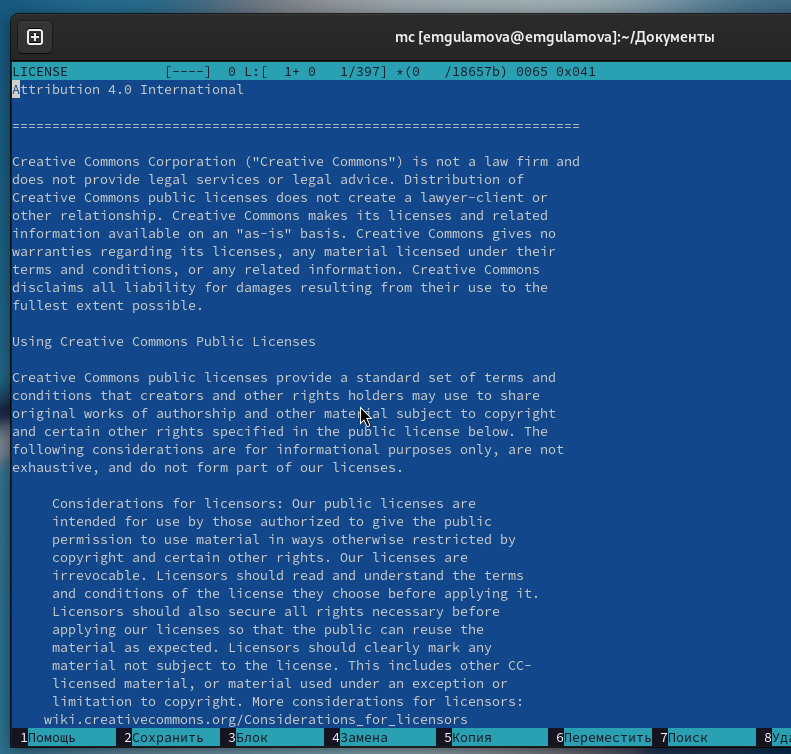 mc [emgulamova@emgulamova]:~/Документы
LICENSE [----] 0 L:[ 1+ 0 1/397] *(0 /18657b) 0065 0x041
Attribution 4.0 International
=======================================================================
Creative Commons Corporation ("Creative Commons") is not a law firm and
does not provide legal services or legal advice. Distribution of
Creative Commons public licenses does not create a lawyer-client or
other relationship. Creative Commons makes its licenses and related
information available on an "as-is" basis. Creative Commons gives no
warranties regarding its licenses, any material licensed under their
terms and conditions, or any related information. Creative Commons
disclaims all liability for damages resulting from their use to the
fullest extent possible.
Using Creative Commons Public Licenses
Creative Commons public licenses provide a standard set of terms and
conditions that creators and other rights holders may use to share
original works of authorship and other material subject to copyright
and certain other rights specified in the public license below. The
following considerations are for informational purposes only, are not
exhaustive, and do not form part of our licenses.
Considerations for licensors: Our public licenses are
intended for use by those authorized to give the public
permission to use material in ways otherwise restricted by
copyright and certain other rights. Our licenses are
irrevocable. Licensors should read and understand the terms
and conditions of the license they choose before applying it.
Licensors should also secure all rights necessary before
applying our licenses so that the public can reuse the
material as expected. Licensors should clearly mark any
material not subject to the license. This includes other CC-
licensed material, or material used under an exception or
limitation to copyright. More considerations for licensors:
wiki.creativecommons.org/Considerations_for_licensors
1Помощь 2Сохранить 3Блок 4Замена 5Копия 6Переместить 7Поиск 8